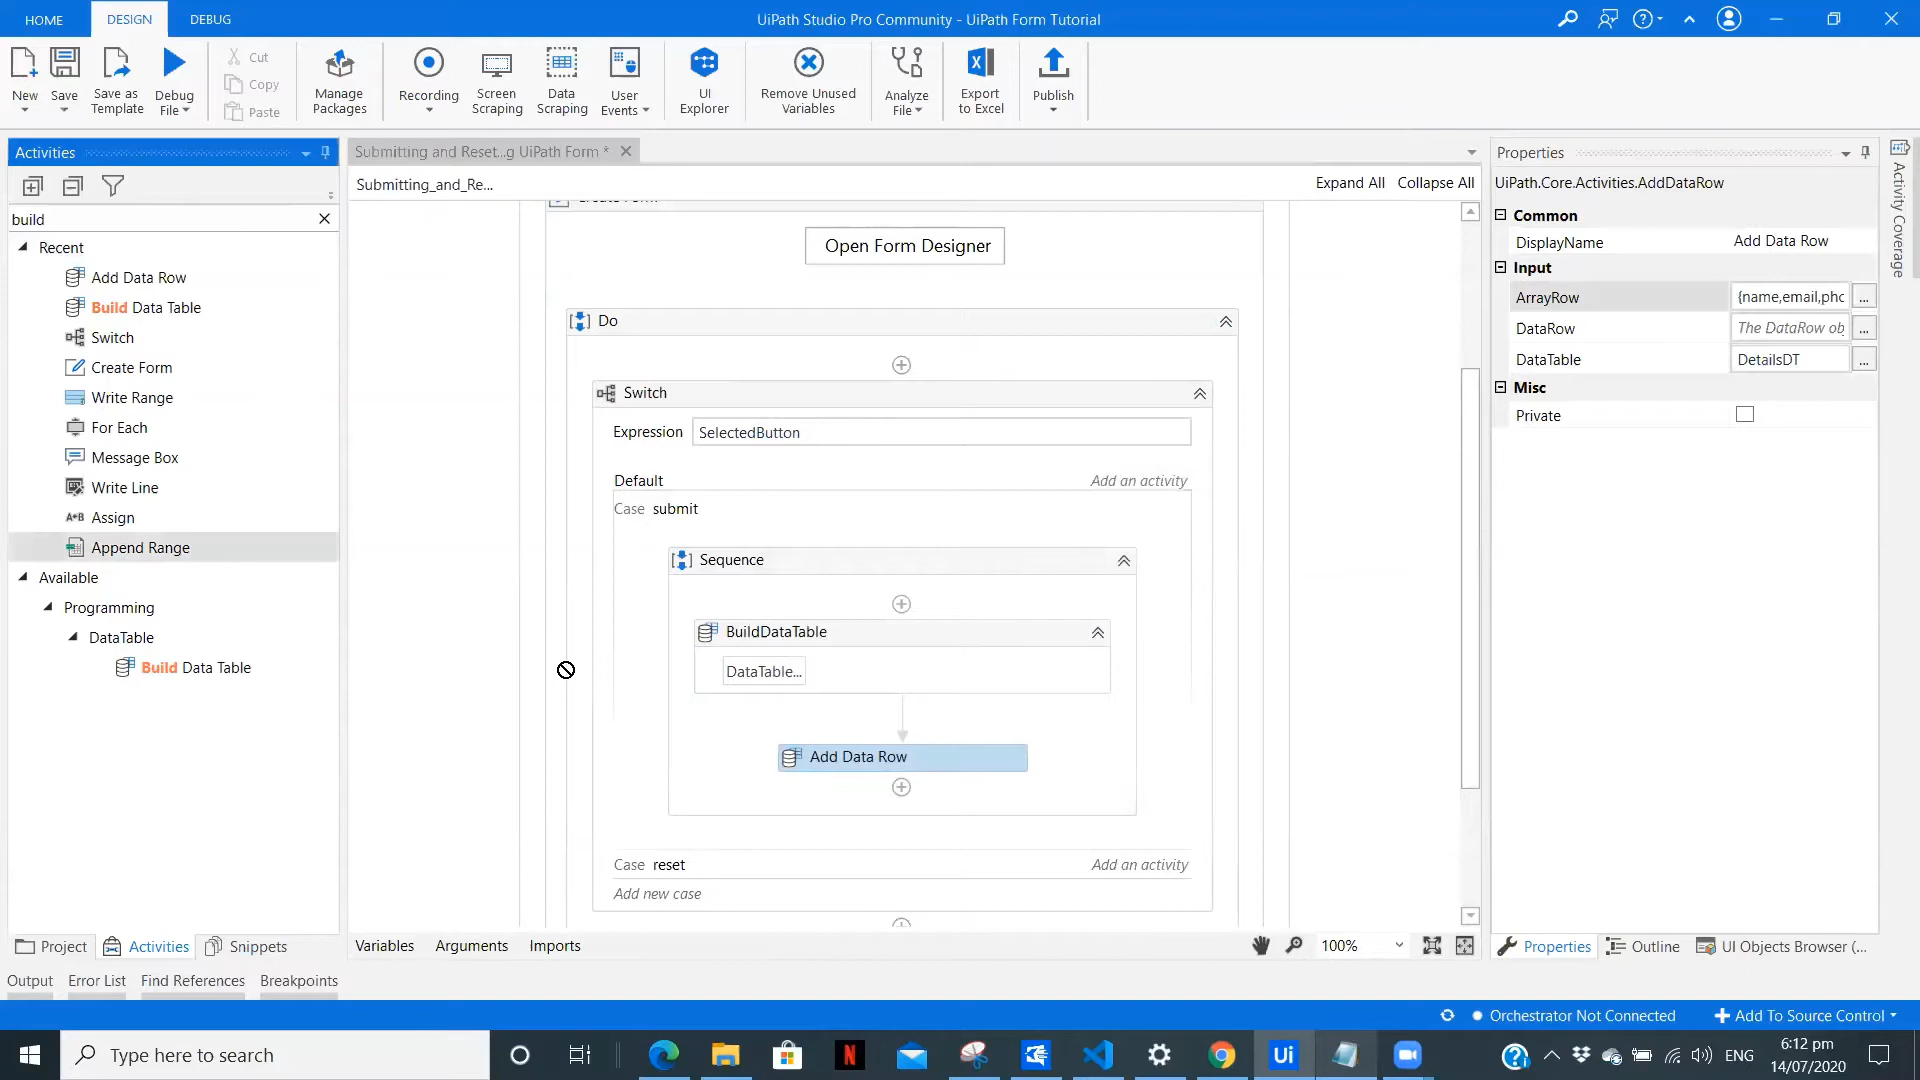 HOME DESIGN DEBUG
UiPath Studio Pro Community - UiPath Form Tutorial
New
Save
Save as
Template
Debug
File
Cut
Copy
Paste
Manage
Packages
Recording
Screen
Scraping
Data
Scraping
User
Events
UI
Explorer
Remove Unused
Variables
Analyze
File
Export
to Excel
Publish
Activities
build
Recent
Add Data Row
Build Data Table
Switch
Create Form
Write Range
For Each
Message Box
Write Line
Assign
Append Range
Available
Programming
DataTable
Build Data Table
Project Activities Snippets
Submitting and Reset...g UiPath Form *
Submitting_and_Re...
Expand All Collapse All
Open Form Designer
Do
Switch
Expression SelectedButton
Default Add an activity
Case submit
Sequence
BuildDataTable
DataTable...
Add Data Row
Case reset Add an activity
Add new case
Variables Arguments Imports
100%
Properties
UiPath.Core.Activities.AddDataRow
Common
DisplayName Add Data Row
Input
ArrayRow {name,email,phc ...
DataRow The DataRow ob ...
DataTable DetailsDT ...
Misc
Private
Properties Outline UI Objects Browser (...
Activity Coverage
Output Error List Find References Breakpoints
Orchestrator Not Connected Add To Source Control
Type here to search
ENG
6:12 pm
14/07/2020